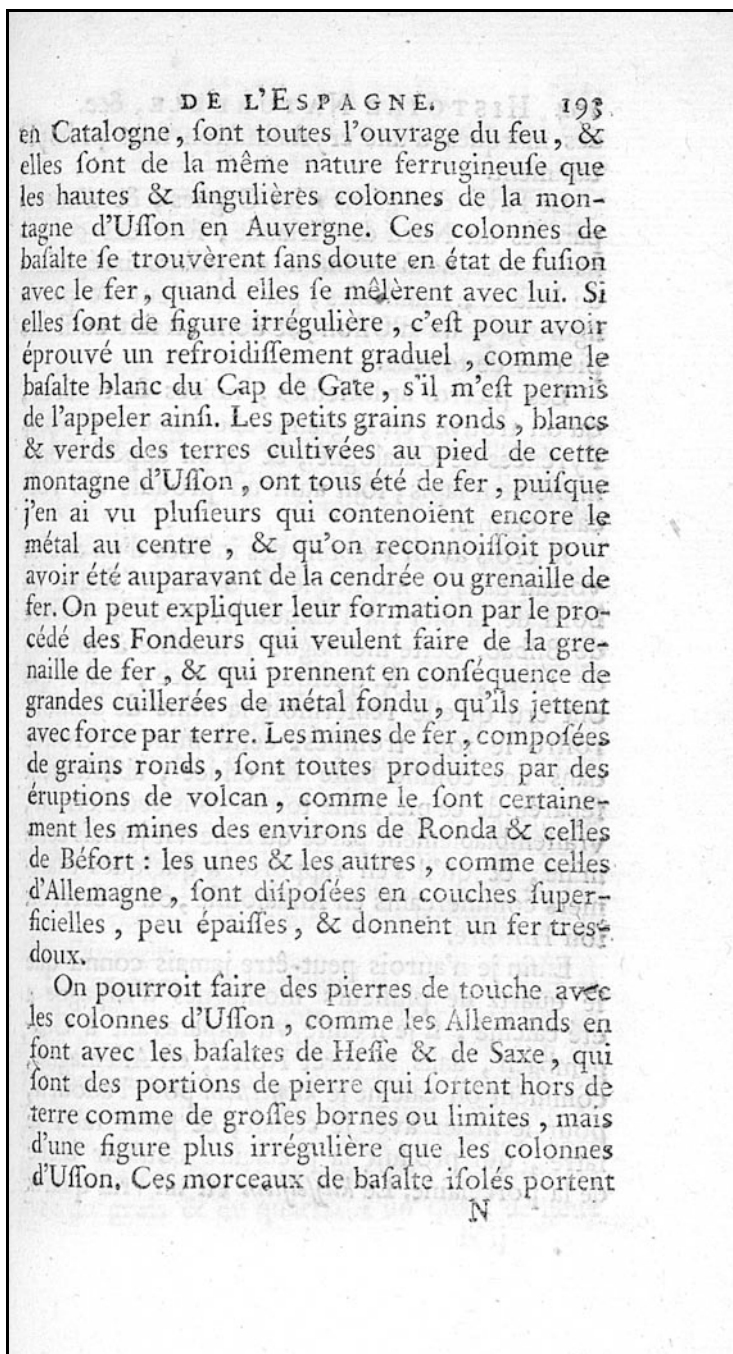 DE L'ESPAGNE. 193
en Catalogne, ſont toutes l'ouvrage du feu, &
elles ſont de la même nature ferrugineuſe que
les hautes & ſingulières colonnes de la mon-
tagne d'Uſſon en Auvergne. Ces colonnes de
baſalte ſe trouvèrent ſans doute en état de fuſion
avec le fer, quand elles ſe mêlèrent avec lui. Si
elles ſont de figure irrégulière, c'eſt pour avoir
éprouvé un refroidiſſement graduel, comme le
baſalte blanc du Cap de Gate, s'il m'eſt permis
de l'appeler ainſi. Les petits grains ronds, blancs
& verds des terres cultivées au pied de cette
montagne d'Uſſon, ont tous été de fer, puiſque
j'en ai vu pluſieurs qui contenoient encore le
métal au centre, & qu'on reconnoiſſoit pour
avoir été auparavant de la cendrée ou grenaille de
fer. On peut expliquer leur formation par le pro-
cédé des Fondeurs qui veulent faire de la gre-
naille de fer, & qui prennent en conſéquence de
grandes cuillerées de métal fondu, qu'ils jettent
avec force par terre. Les mines de fer, compoſées
de grains ronds, ſont toutes produites par des
éruptions de volcan, comme le ſont certaine-
ment les mines des environs de Ronda & celles
de Béfort : les unes & les autres, comme celles
d'Allemagne, ſont diſpoſées en couches ſuper-
ficielles, peu épaiſſes, & donnent un fer très-
doux.
On pourroit faire des pierres de touche avec
les colonnes d'Uſſon, comme les Allemands en
font avec les baſaltes de Heſſe & de Saxe, qui
ſont des portions de pierre qui ſortent hors de
terre comme de groſſes bornes ou limites, mais
d'une figure plus irrégulière que les colonnes
d'Uſſon. Ces morceaux de baſalte iſolés portent
N